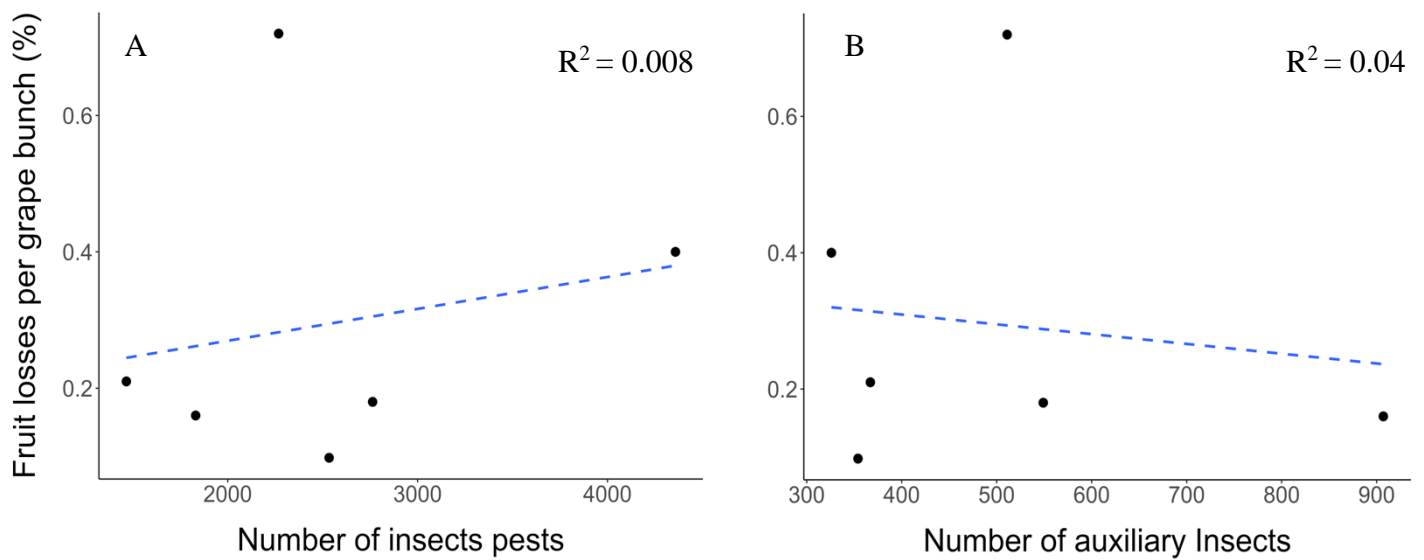 Fruit losses per grape bunch (%)
A
R² = 0.008
0.6
0.4
0.2
2000 3000 4000
Number of insects pests
B
R² = 0.04
0.6
0.4
0.2
300 400 500 600 700 800 900
Number of auxiliary Insects